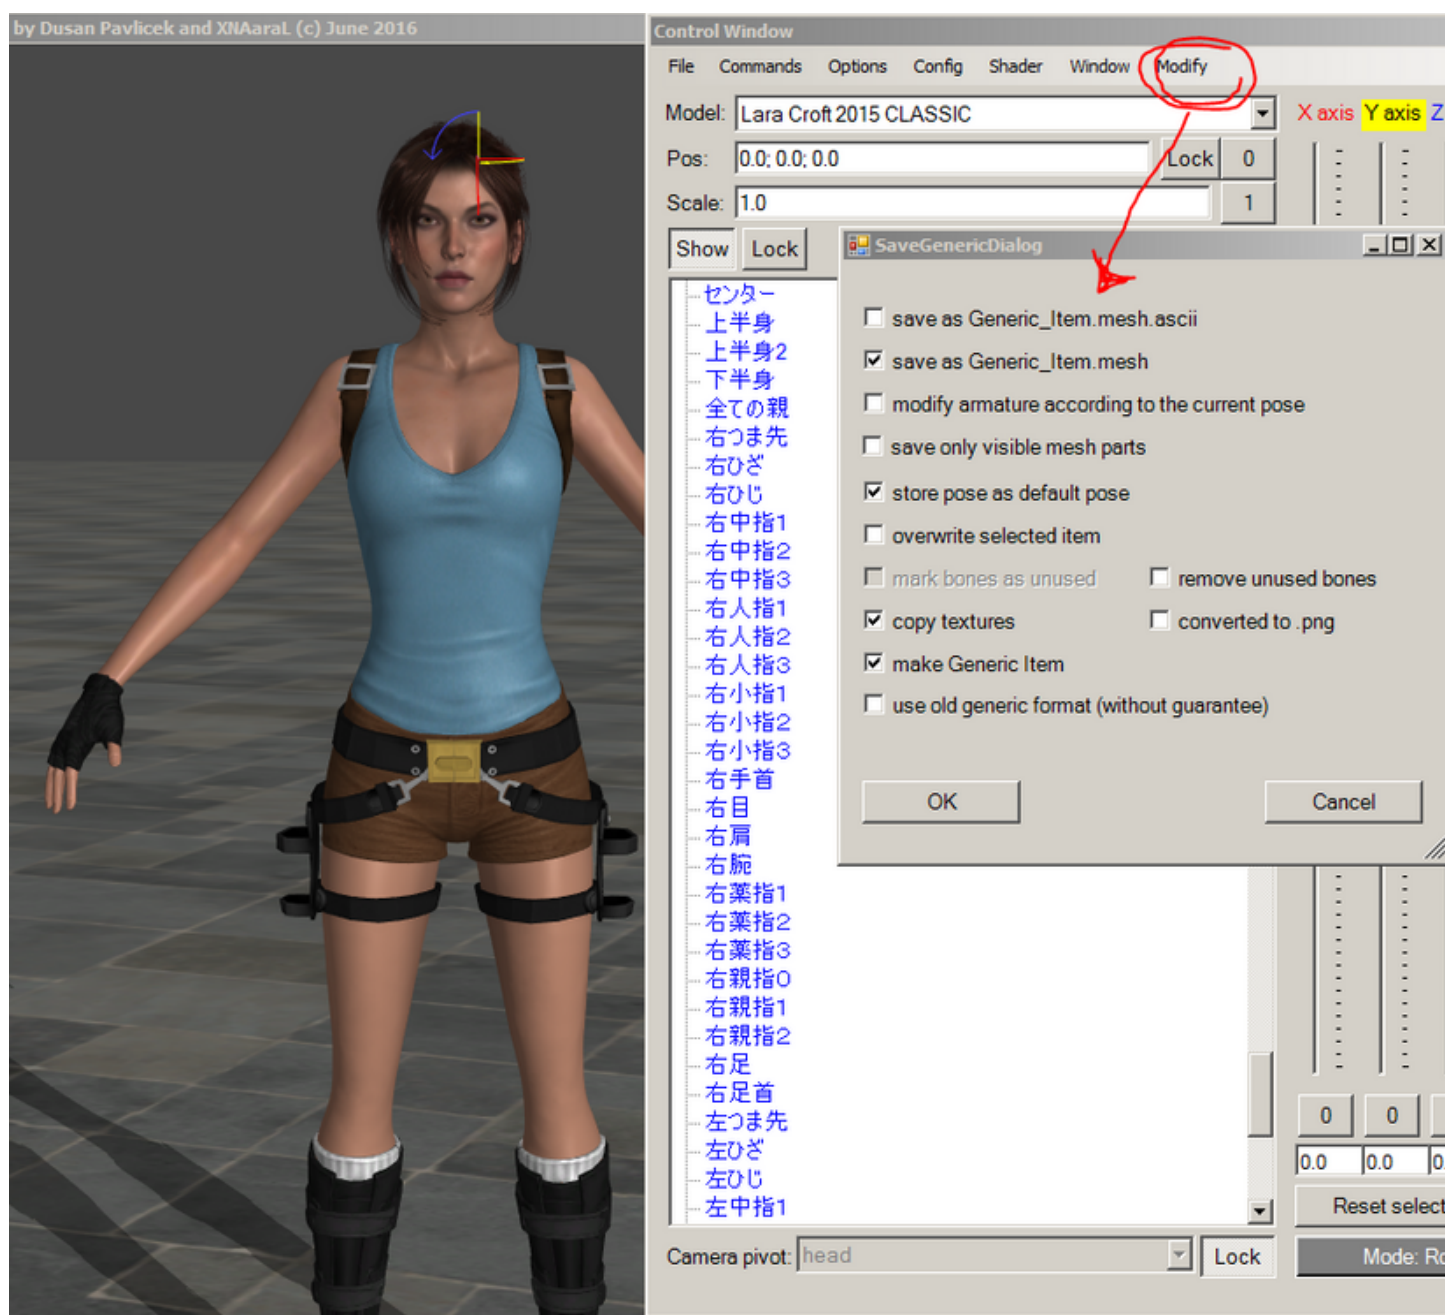 by Dusan Pavlicek and XNAaraL (c) June 2016
Control Window
File Commands Options Config Shader Window Modify
Model: Lara Croft 2015 CLASSIC
X axis Y axis Z
Pos: 0.0; 0.0; 0.0 Lock 0
Scale: 1.0 1
Show Lock
SaveGenericDialog
save as Generic_Item.mesh.ascii
save as Generic_Item.mesh
modify armature according to the current pose
save only visible mesh parts
store pose as default pose
overwrite selected item
mark bones as unused remove unused bones
copy textures converted to .png
make Generic Item
use old generic format (without guarantee)
OK Cancel
センター
上半身
上半身2
下半身
全ての親
右つま先
右ひざ
右ひじ
右中指1
右中指2
右中指3
右人指1
右人指2
右人指3
右小指1
右小指2
右小指3
右手首
右目
右肩
右腕
右薬指1
右薬指2
右薬指3
右親指0
右親指1
右親指2
右足
右足首
左つま先
左ひざ
左ひじ
左中指1
0 0
0.0 0.0 0.
Reset select
Camera pivot: head Lock
Mode: Ro